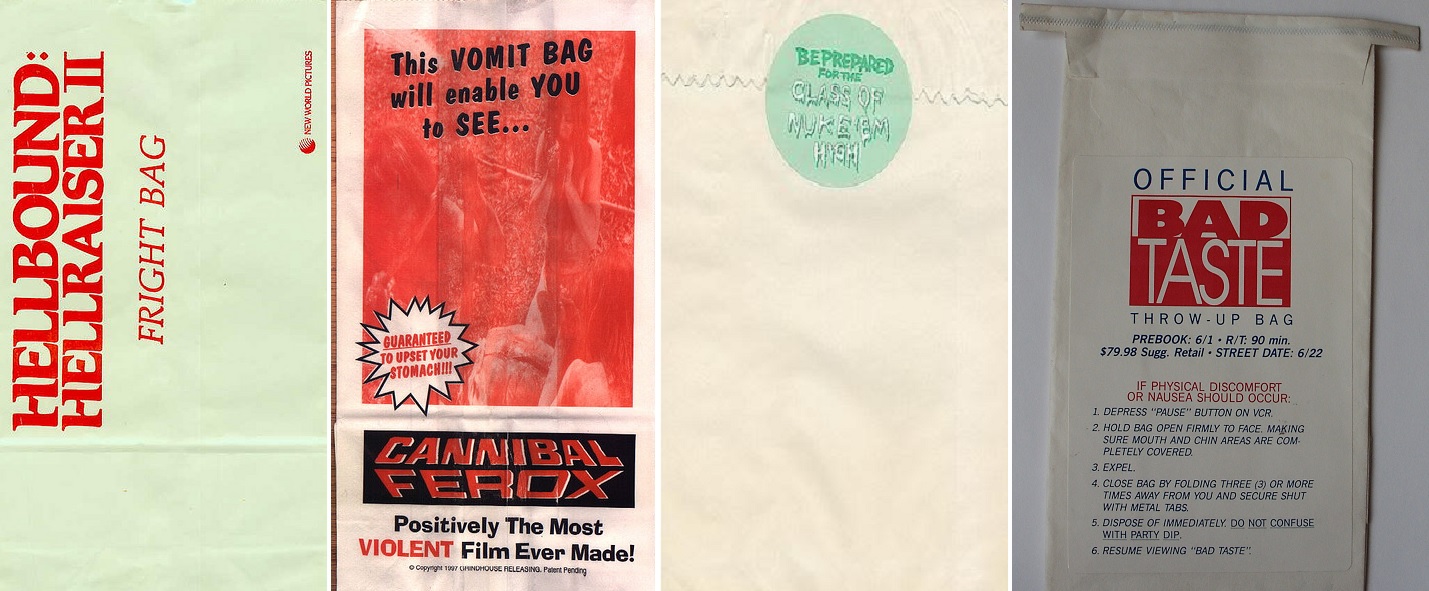 HELLBOUND:
HELLRAISER II
FRIGHT BAG
NEW WORLD PICTURES
This VOMIT BAG
will enable YOU
to SEE...
GUARANTEED
TO UPSET YOUR
STOMACH!!!
CANNIBAL
FEROX
Positively The Most
VIOLENT Film Ever Made!
© Copyright 1997 GRINDHOUSE RELEASING. Patent Pending
BE PREPARED
FOR THE
CLASS OF
NUKE 'EM
HIGH
OFFICIAL
BAD
TASTE
THROW-UP BAG
PREBOOK: 6/1 • R/T: 90 min.
$79.98 Sugg. Retail • STREET DATE: 6/22
IF PHYSICAL DISCOMFORT
OR NAUSEA SHOULD OCCUR:
1. DEPRESS "PAUSE" BUTTON ON VCR.
2. HOLD BAG OPEN FIRMLY TO FACE. MAKING
SURE MOUTH AND CHIN AREAS ARE COM-
PLETELY COVERED.
3. EXPEL.
4. CLOSE BAG BY FOLDING THREE (3) OR MORE
TIMES AWAY FROM YOU AND SECURE SHUT
WITH METAL TABS.
5. DISPOSE OF IMMEDIATELY. DO NOT CONFUSE
WITH PARTY DIP.
6. RESUME VIEWING "BAD TASTE".